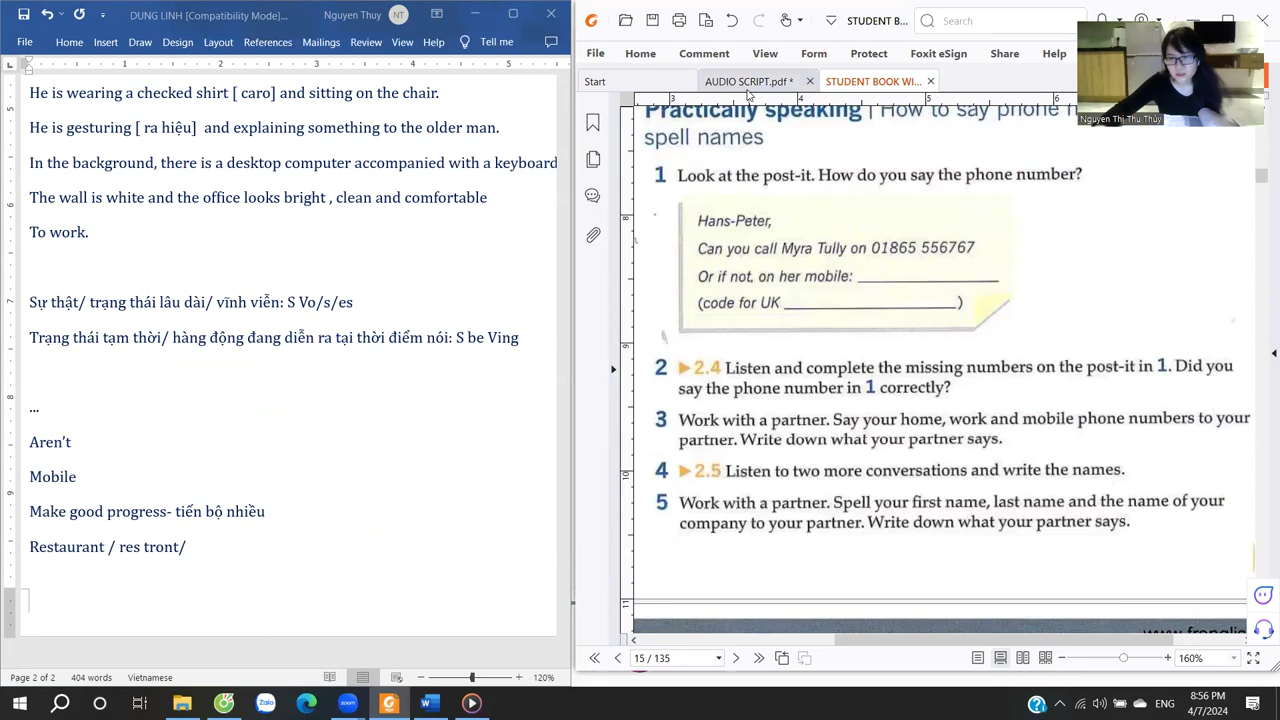 DUNG LINH [Compatibility Mode]...
Nguyen Thuy
NT
File Home Insert Draw Design Layout References Mailings Review View Help Tell me
He is wearing a checked shirt [ caro] and sitting on the chair.
He is gesturing [ ra hiệu]  and explaining something to the older man.
In the background, there is a desktop computer accompanied with a keyboard
The wall is white and the office looks bright , clean and comfortable
To work.
Sự thật/ trạng thái lâu dài/ vĩnh viễn: S Vo/s/es
Trạng thái tạm thời/ hàng động đang diễn ra tại thời điểm nói: S be Ving
...
Aren’t
Mobile
Make good progress- tiến bộ nhiều
Restaurant / res tront/
Page 2 of 2 404 words Vietnamese 120%
STUDENT B... Search
File Home Comment View Form Protect Foxit eSign Share Help
Start AUDIO SCRIPT.pdf * STUDENT BOOK WI...
Nguyen Thi Thu Thủy
Practically speaking | How to say phone
spell names
1 Look at the post-it. How do you say the phone number?
Hans-Peter,
Can you call Myra Tully on 01865 556767
Or if not, on her mobile:
(code for UK )
2 ▶ 2.4 Listen and complete the missing numbers on the post-it in 1. Did you
say the phone number in 1 correctly?
3 Work with a partner. Say your home, work and mobile phone numbers to your
partner. Write down what your partner says.
4 ▶ 2.5 Listen to two more conversations and write the names.
5 Work with a partner. Spell your first name, last name and the name of your
company to your partner. Write down what your partner says.
15 / 135 160%
Zalo zoom ENG 8:56 PM
4/7/2024